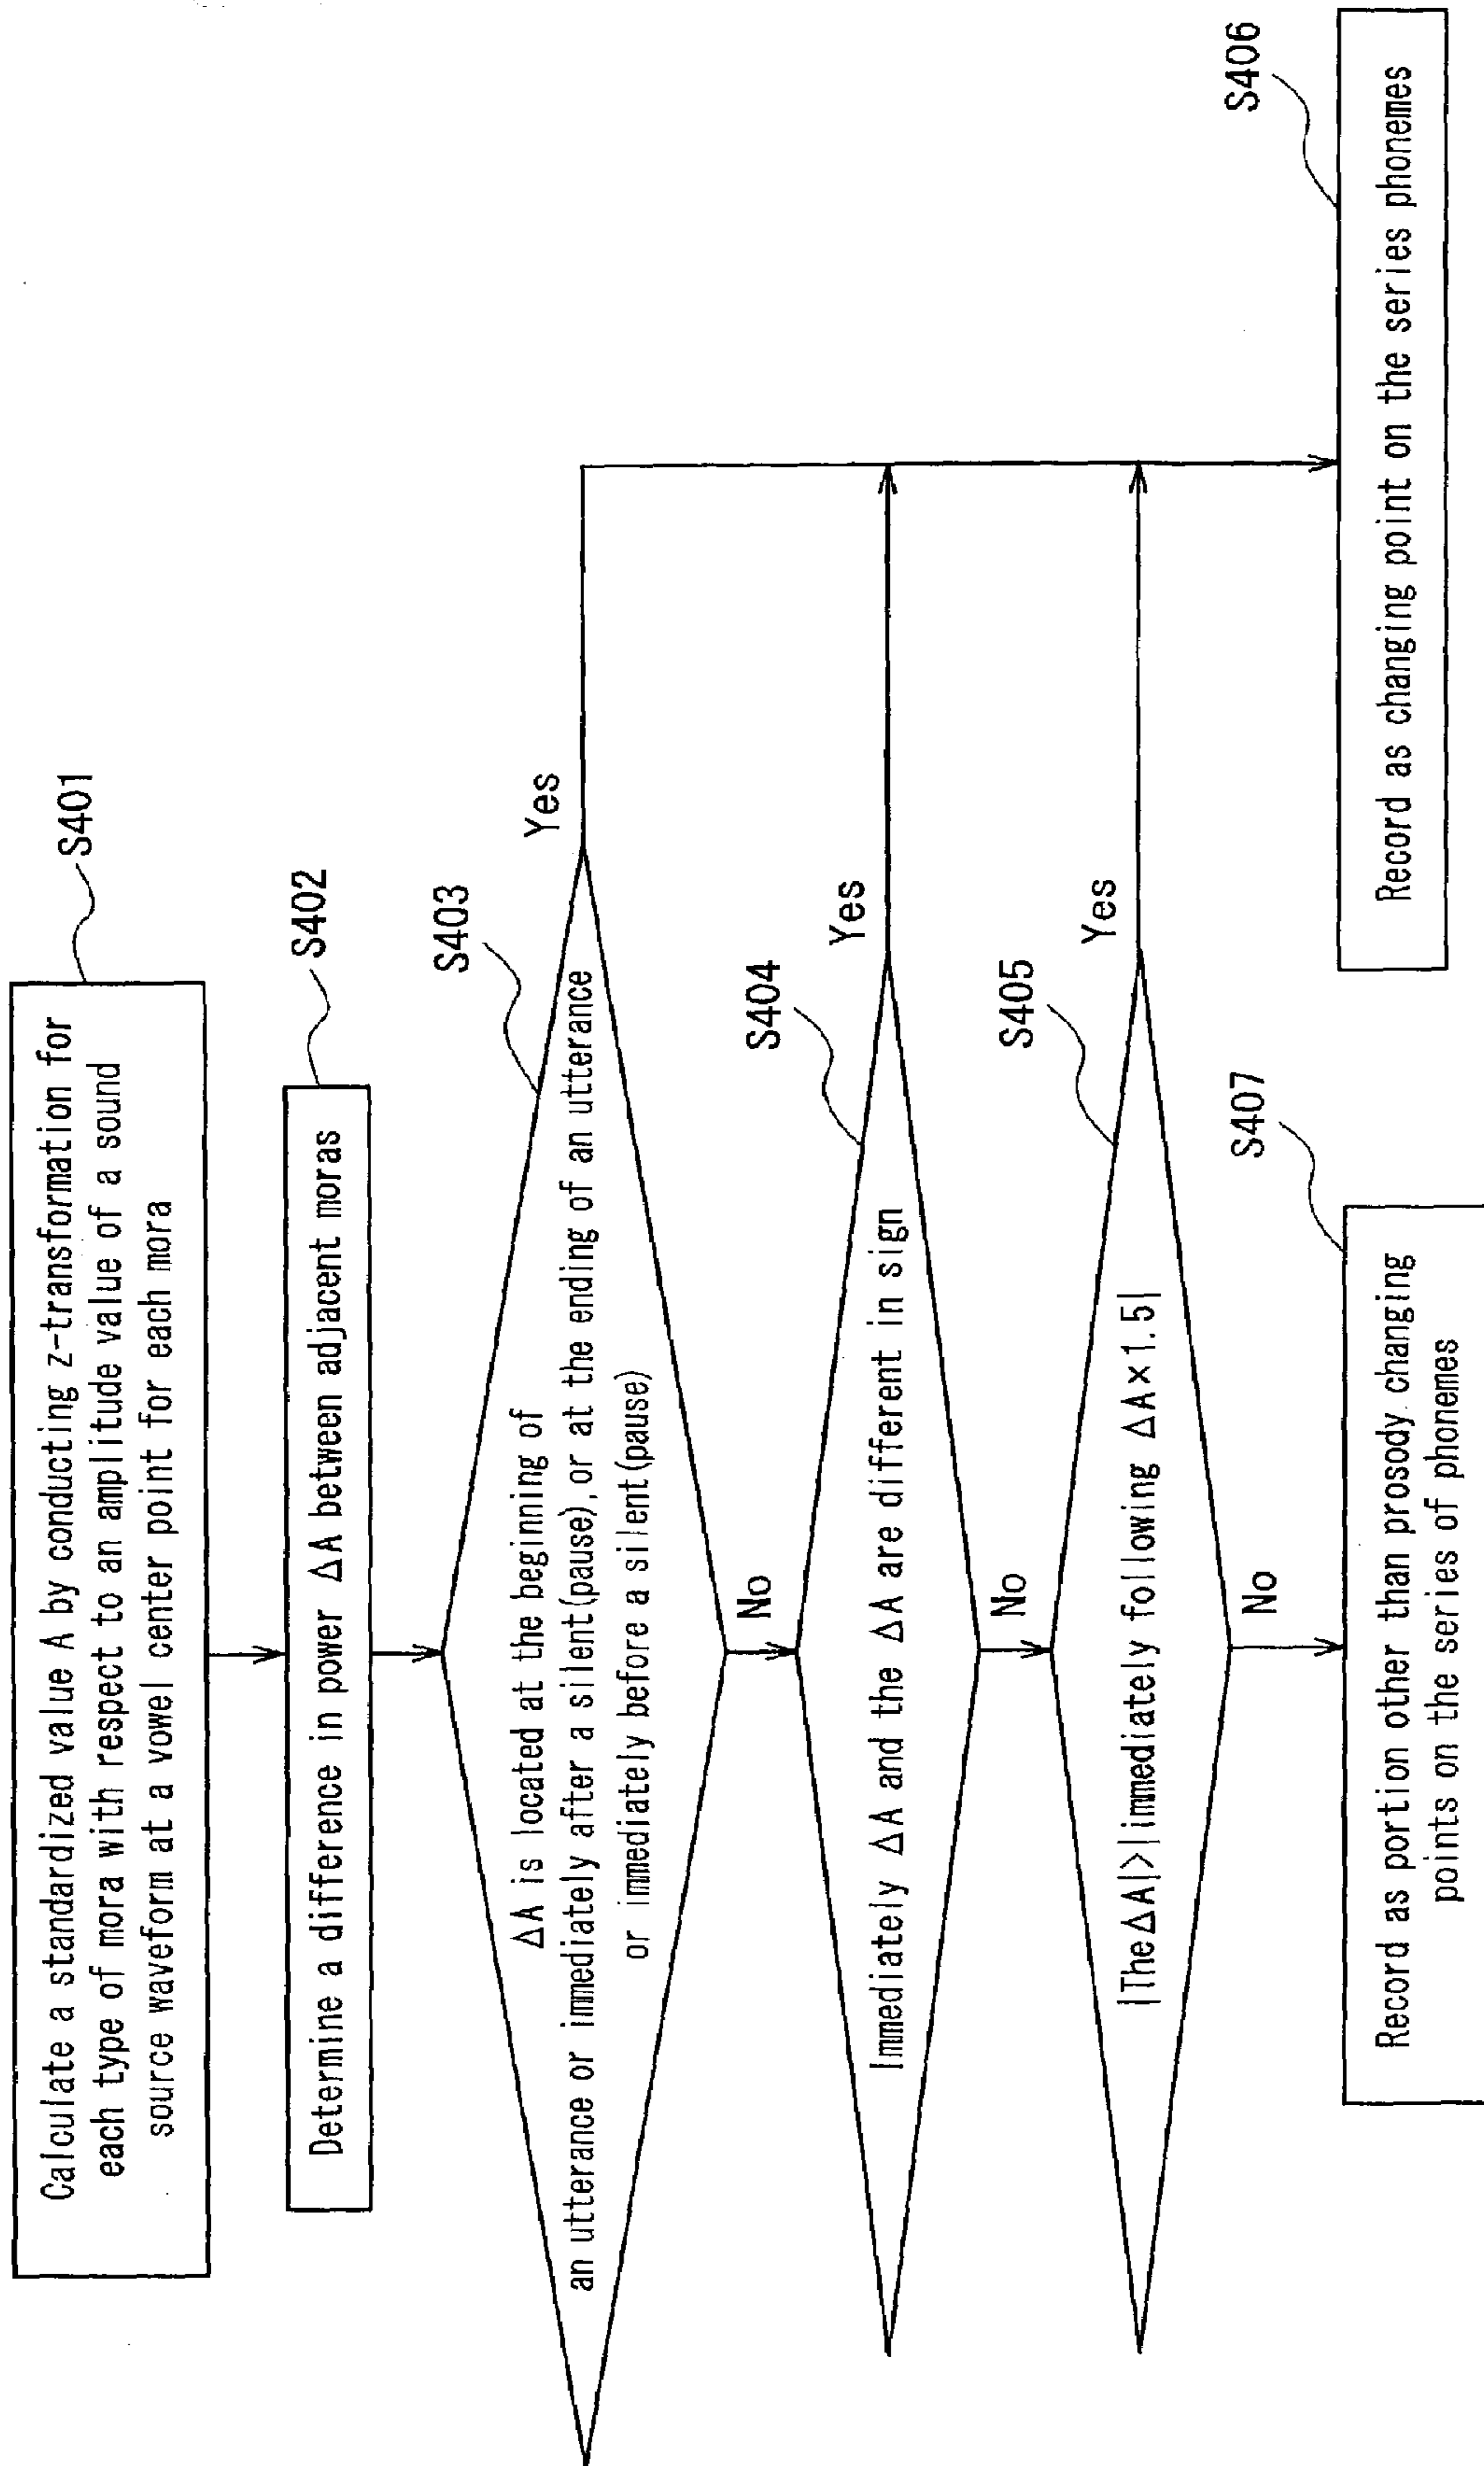 Calculate a standardized value A by conducting z-transformation for
each type of mora with respect to an amplitude value of a sound
source waveform at a vowel center point for each mora
S401
Determine a difference in power ΔA between adjacent moras
S402
ΔA is located at the beginning of
an utterance or immediately after a silent(pause), or at the ending of an utterance
or immediately before a silent(pause)
S403
Yes
No
Immediately ΔA and the ΔA are different in sign
S404
Yes
No
|The ΔA|>|immediately following ΔA×1.5|
S405
Yes
No
Record as changing point on the series phonemes
S406
Record as portion other than prosody changing
points on the series of phonemes
S407